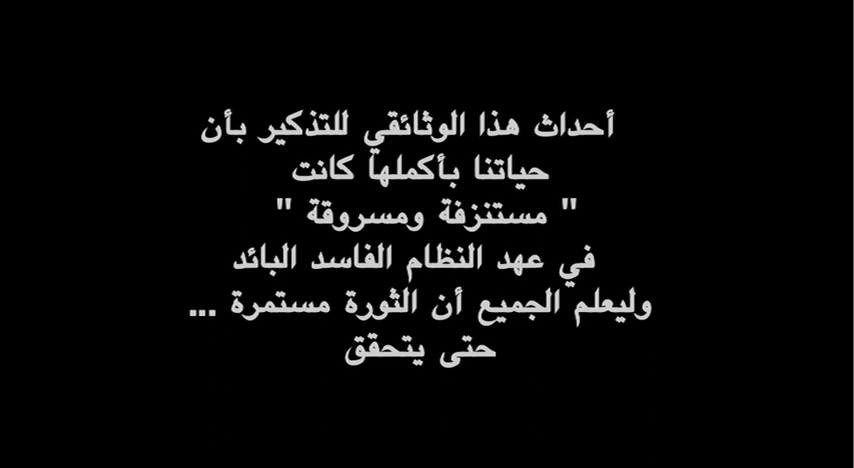 أحداث هذا الوثائقي للتذكير بأن
حياتنا بأكملها كانت
" مستنزفة ومسروقة "
في عهد النظام الفاسد البائد
وليعلم الجميع أن الثورة مستمرة ...
حتى يتحقق